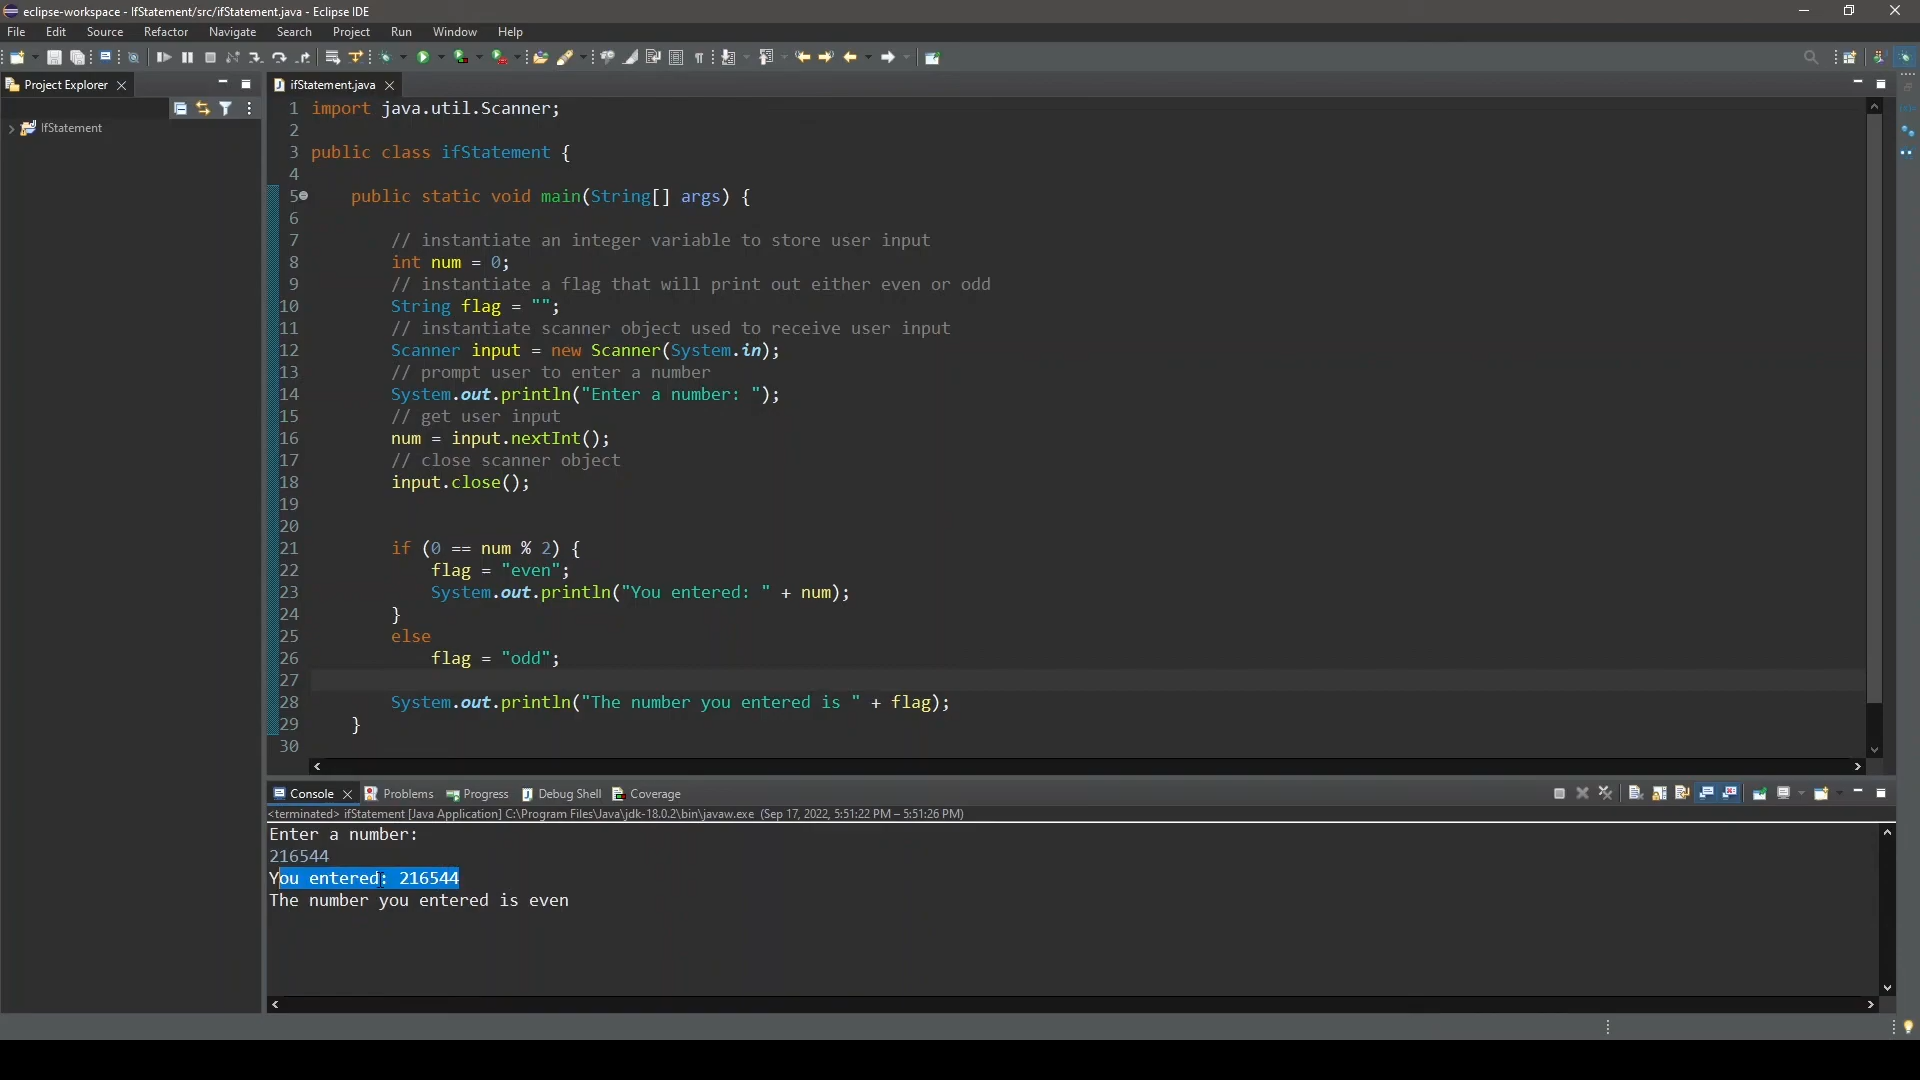 eclipse-workspace - IfStatement/src/ifStatement.java - Eclipse IDE
File Edit Source Refactor Navigate Search Project Run Window Help
Project Explorer
ifStatement.java
IfStatement
1 import java.util.Scanner;
2
3 public class ifStatement {
4
5 public static void main(String[] args) {
6
7 // instantiate an integer variable to store user input
8 int num = 0;
9 // instantiate a flag that will print out either even or odd
10 String flag = "";
11 // instantiate scanner object used to receive user input
12 Scanner input = new Scanner(System.in);
13 // prompt user to enter a number
14 System.out.println("Enter a number: ");
15 // get user input
16 num = input.nextInt();
17 // close scanner object
18 input.close();
19
20
21 if (0 == num % 2) {
22 flag = "even";
23 System.out.println("You entered: " + num);
24 }
25 else
26 flag = "odd";
27
28 System.out.println("The number you entered is " + flag);
29 }
30
Console Problems Progress Debug Shell Coverage
<terminated> ifStatement [Java Application] C:\Program Files\Java\jdk-18.0.2\bin\javaw.exe (Sep 17, 2022, 5:51:22 PM – 5:51:26 PM)
Enter a number:
216544
You entered: 216544
The number you entered is even